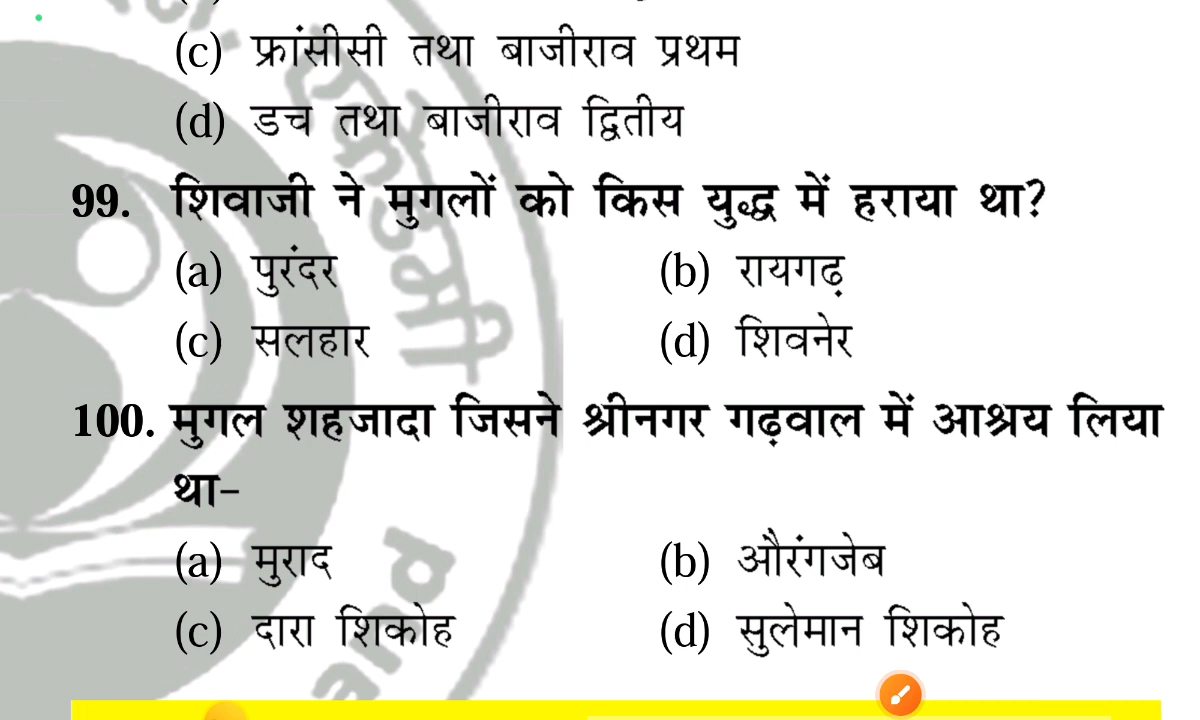 (c) फ्रांसीसी तथा बाजीराव प्रथम
(d) डच तथा बाजीराव द्वितीय
99. शिवाजी ने मुगलों को किस युद्ध में हराया था?
(a) पुरंदर (b) रायगढ़
(c) सलहार (d) शिवनेर
100. मुगल शहजादा जिसने श्रीनगर गढ़वाल में आश्रय लिया
था-
(a) मुराद (b) औरंगजेब
(c) दारा शिकोह (d) सुलेमान शिकोह